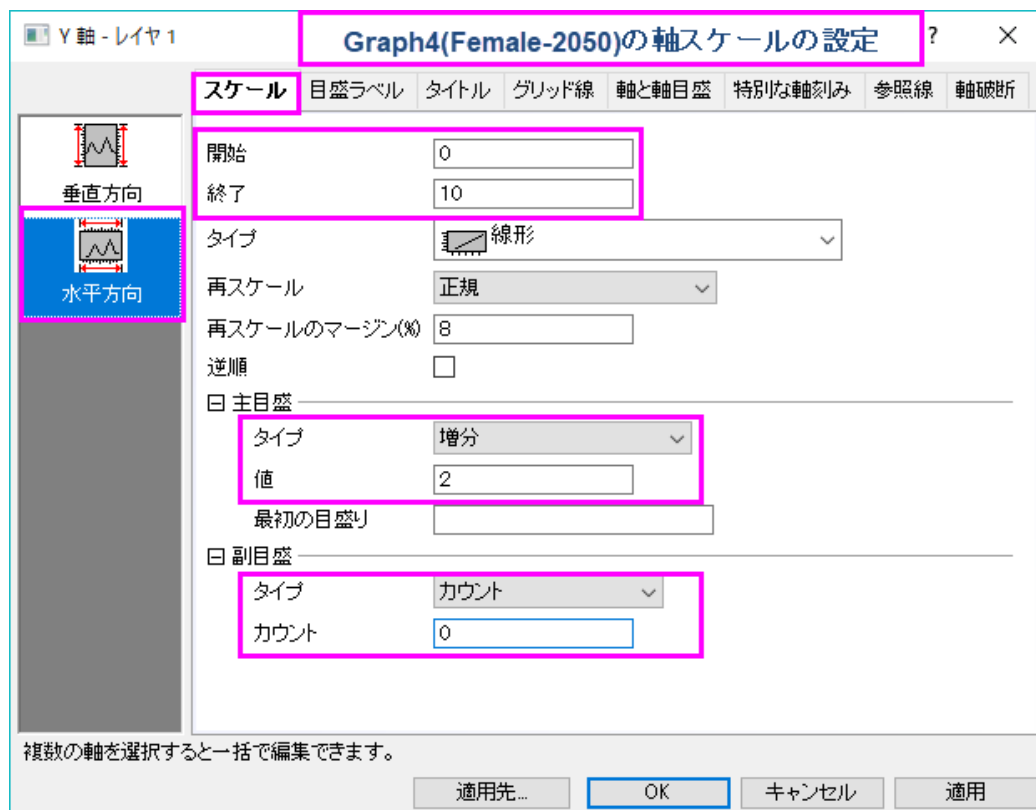 Y 軸 - レイヤ 1
Graph4(Female-2050)の軸スケールの設定
?
スケール 目盛ラベル タイトル グリッド線 軸と軸目盛 特別な軸刻み 参照線 軸破断
垂直方向
水平方向
開始 0
終了 10
タイプ 線形
再スケール 正規
再スケールのマージン(%) 8
逆順
主目盛
タイプ 増分
値 2
最初の目盛り
副目盛
タイプ カウント
カウント 0
複数の軸を選択すると一括で編集できます。
適用先... OK キャンセル 適用